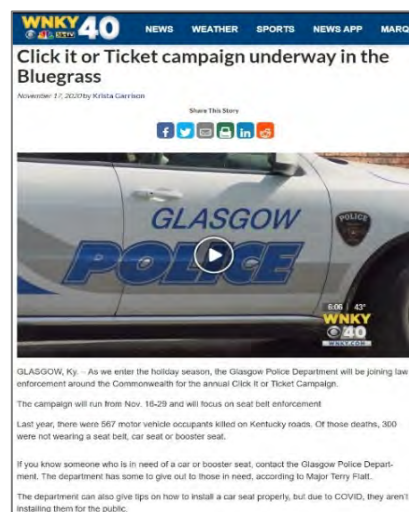 WNKY 40
NEWS WEATHER SPORTS NEWS APP MARQ
Click it or Ticket campaign underway in the
Bluegrass
November 17, 2020 by Krista Garrison
Share This Story
GLASGOW
POLICE
POLICE
6:06 43°
WNKY
40
WNKY.COM
GLASGOW, Ky. – As we enter the holiday season, the Glasgow Police Department will be joining law
enforcement around the Commonwealth for the annual Click It or Ticket Campaign.
The campaign will run from Nov. 16-29 and will focus on seat belt enforcement
Last year, there were 567 motor vehicle occupants killed on Kentucky roads. Of those deaths, 300
were not wearing a seat belt, car seat or booster seat.
If you know someone who is in need of a car or booster seat, contact the Glasgow Police Depart-
ment. The department has some to give out to those in need, according to Major Terry Flatt.
The department can also give tips on how to install a car seat properly, but due to COVID, they aren't
installing them for the public.